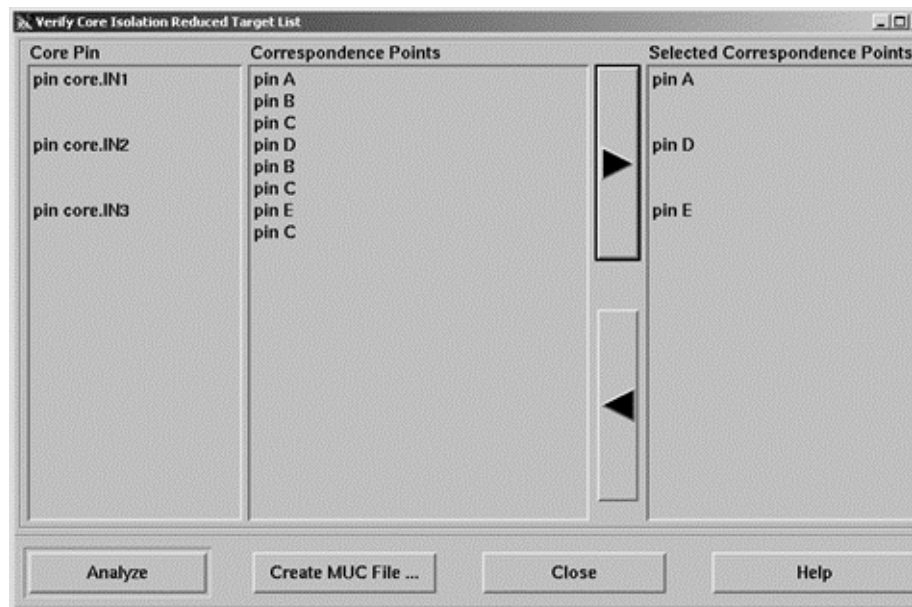 Verify Core Isolation Reduced Target List
Core Pin Correspondence Points Selected Correspondence Points
pin core.IN1 pin A pin A
pin B
pin C
pin core.IN2 pin D pin D
pin B
pin C
pin core.IN3 pin E pin E
pin C
Analyze Create MUC File ... Close Help